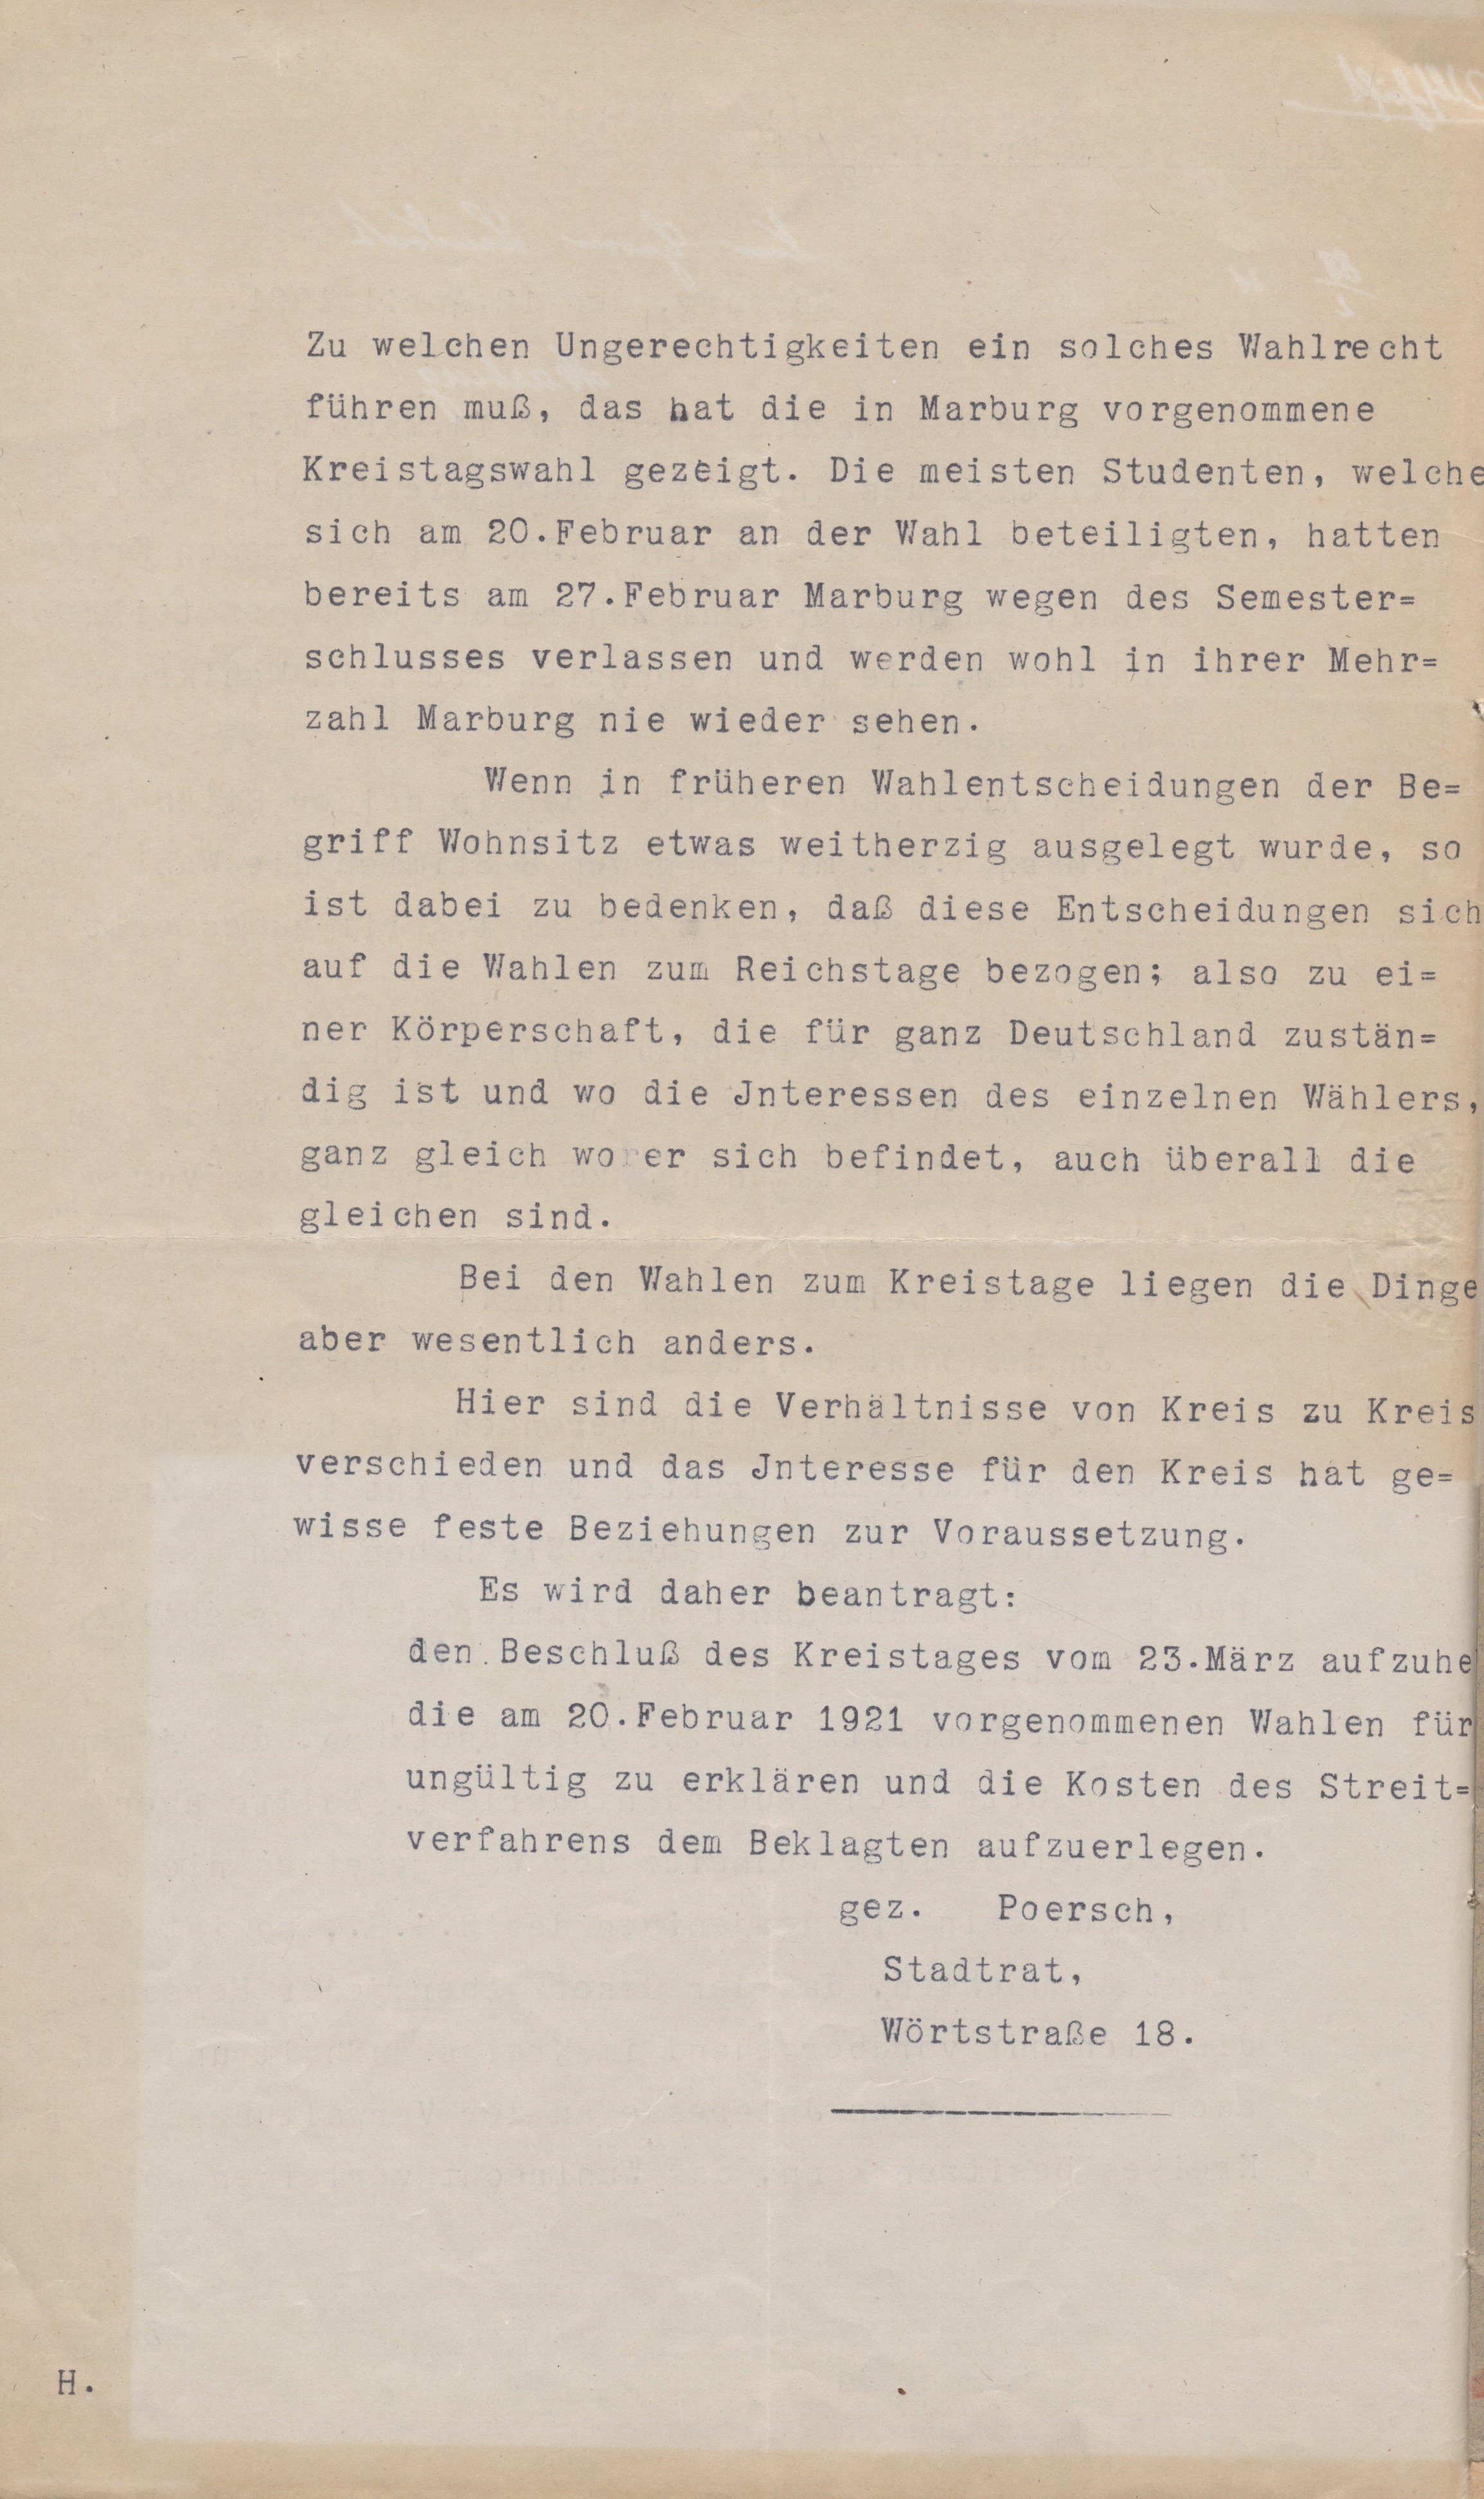 Zu welchen Ungerechtigkeiten ein solches Wahlrecht
führen muß, das hat die in Marburg vorgenommene
Kreistagswahl gezeigt. Die meisten Studenten, welche
sich am 20.Februar an der Wahl beteiligten, hatten
bereits am 27.Februar Marburg wegen des Semester=
schlusses verlassen und werden wohl in ihrer Mehr=
zahl Marburg nie wieder sehen.
Wenn in früheren Wahlentscheidungen der Be=
griff Wohnsitz etwas weitherzig ausgelegt wurde, so
ist dabei zu bedenken, daß diese Entscheidungen sich
auf die Wahlen zum Reichstage bezogen; also zu ei=
ner Körperschaft, die für ganz Deutschland zustän=
dig ist und wo die Jnteressen des einzelnen Wählers,
ganz gleich wo er sich befindet, auch überall die
gleichen sind.
Bei den Wahlen zum Kreistage liegen die Dinge
aber wesentlich anders.
Hier sind die Verhältnisse von Kreis zu Kreis
verschieden und das Jnteresse für den Kreis hat ge=
wisse feste Beziehungen zur Voraussetzung.
Es wird daher beantragt:
den Beschluß des Kreistages vom 23.März aufzuhe
die am 20.Februar 1921 vorgenommenen Wahlen für
ungültig zu erklären und die Kosten des Streit=
verfahrens dem Beklagten aufzuerlegen.
gez. Poersch,
Stadtrat,
Wörtstraße 18.
H.